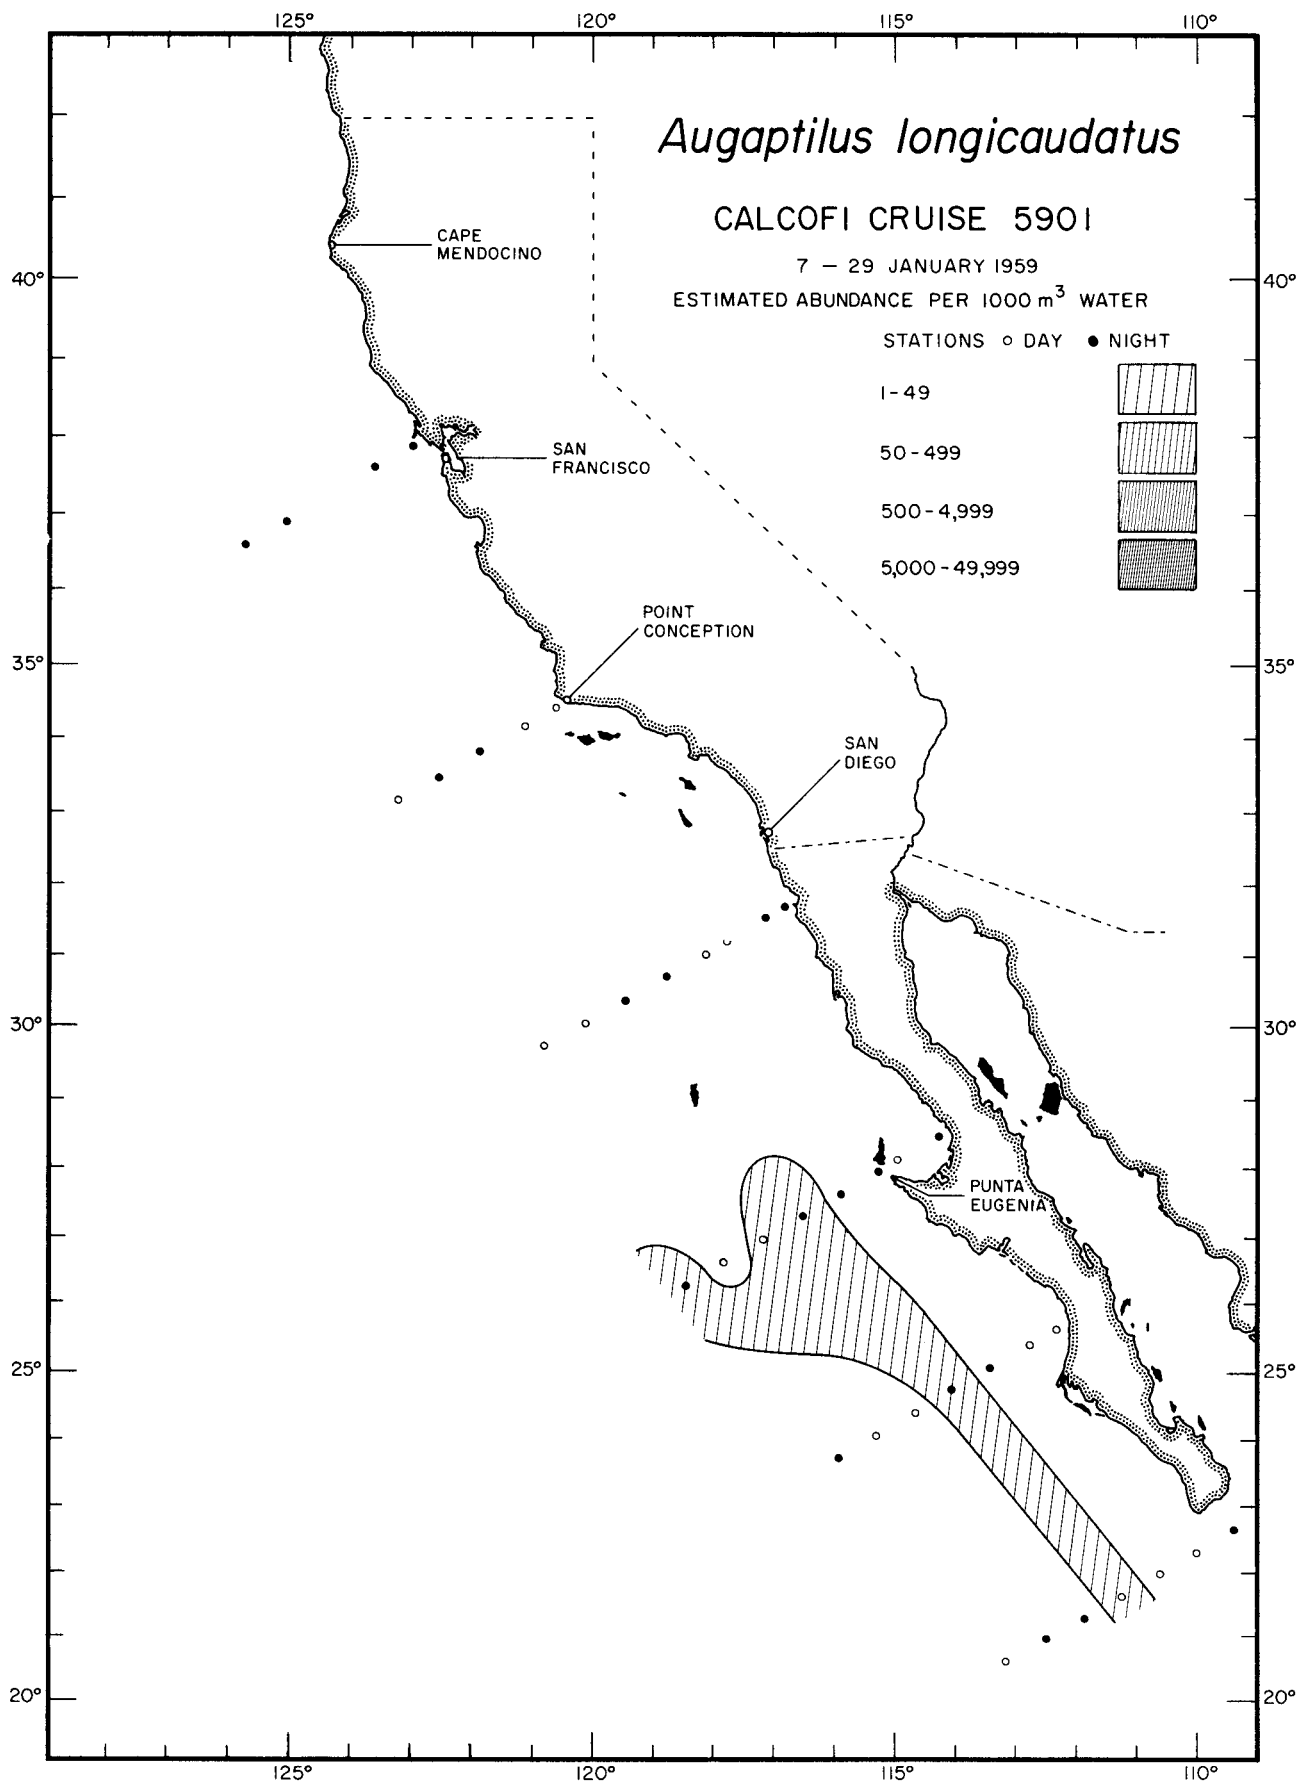 125° 120° 115° 110°
Augaptilus longicaudatus
CALCOFI CRUISE 5901
7 – 29 JANUARY 1959
ESTIMATED ABUNDANCE PER 1000 m³ WATER
STATIONS ○ DAY ● NIGHT
1-49
50-499
500-4,999
5,000-49,999
CAPE
MENDOCINO
40° 40°
SAN
FRANCISCO
POINT
CONCEPTION
35° 35°
SAN
DIEGO
30° 30°
PUNTA
EUGENIA
25° 25°
20° 20°
125° 120° 115° 110°